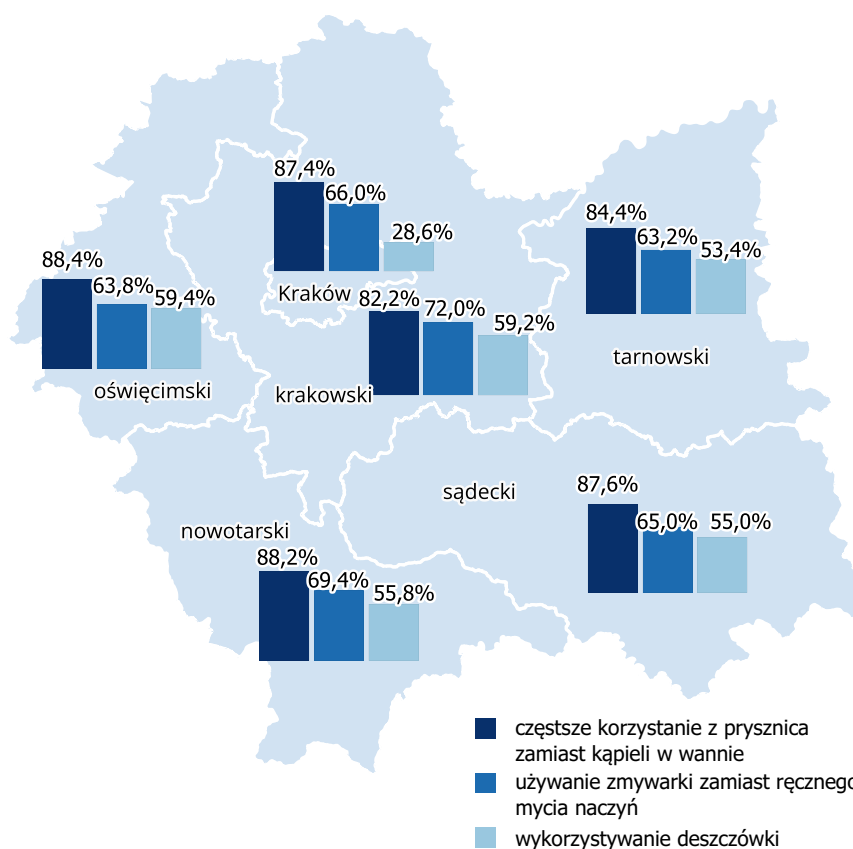 87,4%
66,0%
28,6%
Kraków
84,4%
63,2%
53,4%
tarnowski
88,4%
63,8%
59,4%
oświęcimski
82,2%
72,0%
59,2%
krakowski
sądecki
87,6%
65,0%
55,0%
nowotarski
88,2%
69,4%
55,8%
częstsze korzystanie z prysznica
zamiast kąpieli w wannie
używanie zmywarki zamiast ręcznego
mycia naczyń
wykorzystywanie deszczówki